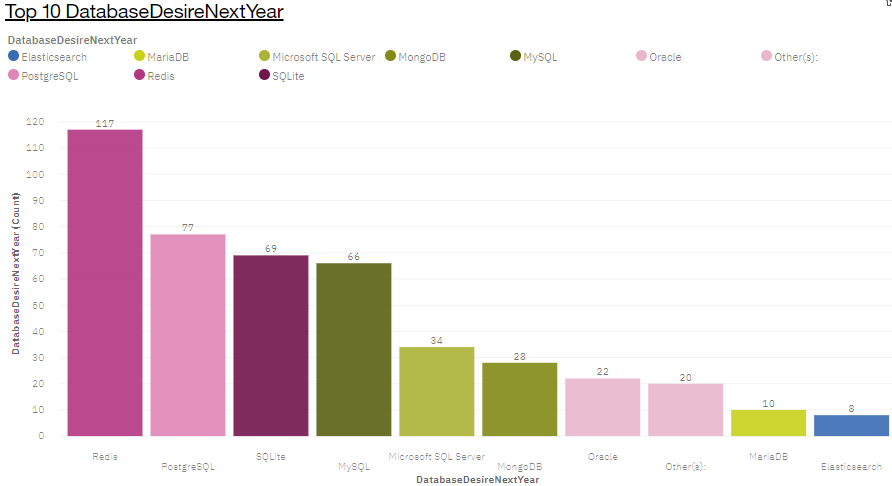 Top 10 DatabaseDesireNextYear
DatabaseDesireNextYear
Elasticsearch MariaDB Microsoft SQL Server MongoDB MySQL Oracle Other(s):
PostgreSQL Redis SQLite
DatabaseDesireNextYear (Count)
120
110
100
90
80
70
60
50
40
30
20
10
0
117
77
69
66
34
28
22
20
10
8
Redis
PostgreSQL
SQLite
MySQL
Microsoft SQL Server
MongoDB
Oracle
Other(s):
MariaDB
Elasticsearch
DatabaseDesireNextYear